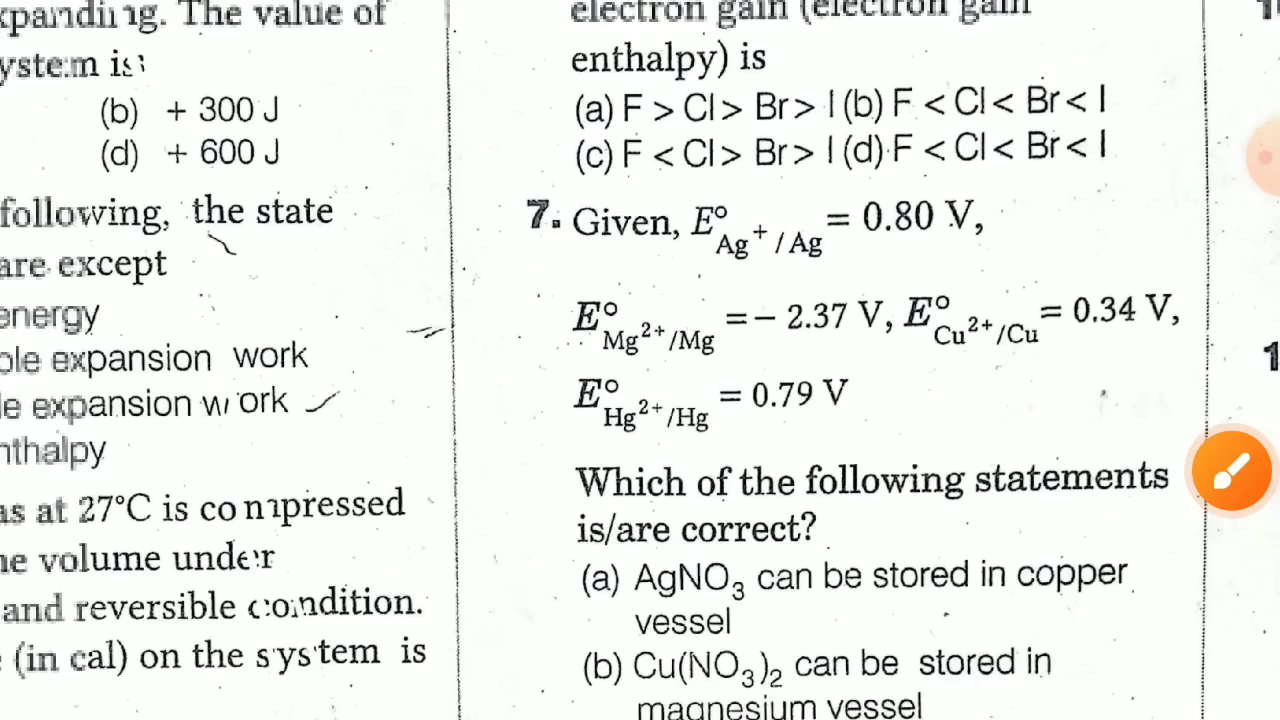 xpanding. The value of
ystem is
(b) + 300 J
(d) + 600 J
following, the state
are except
energy
ble expansion work
le expansion work
nthalpy
as at 27°C is compressed
ne volume under
and reversible condition.
(in cal) on the system is
electron gain (electron gain
enthalpy) is
(a) F > Cl > Br > I (b) F < Cl < Br < I
(c) F < Cl > Br > I (d) F < Cl < Br < I
7. Given, E°Ag⁺/Ag = 0.80 V,
E°Mg²⁺/Mg = – 2.37 V, E°Cu²⁺/Cu = 0.34 V,
E°Hg²⁺/Hg = 0.79 V
Which of the following statements
is/are correct?
(a) AgNO₃ can be stored in copper
vessel
(b) Cu(NO₃)₂ can be stored in
magnesium vessel